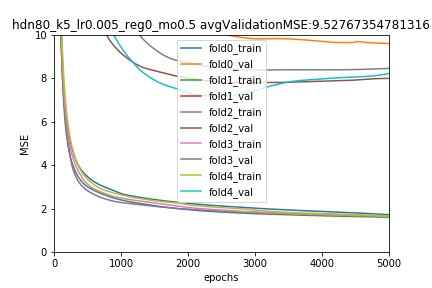 hdn80_k5_lr0.005_reg0_mo0.5 avgValidationMSE:9.52767354781316
10
8
6
4
2
0
MSE
fold0_train
fold0_val
fold1_train
fold1_val
fold2_train
fold2_val
fold3_train
fold3_val
fold4_train
fold4_val
0 1000 2000 3000 4000 5000
epochs